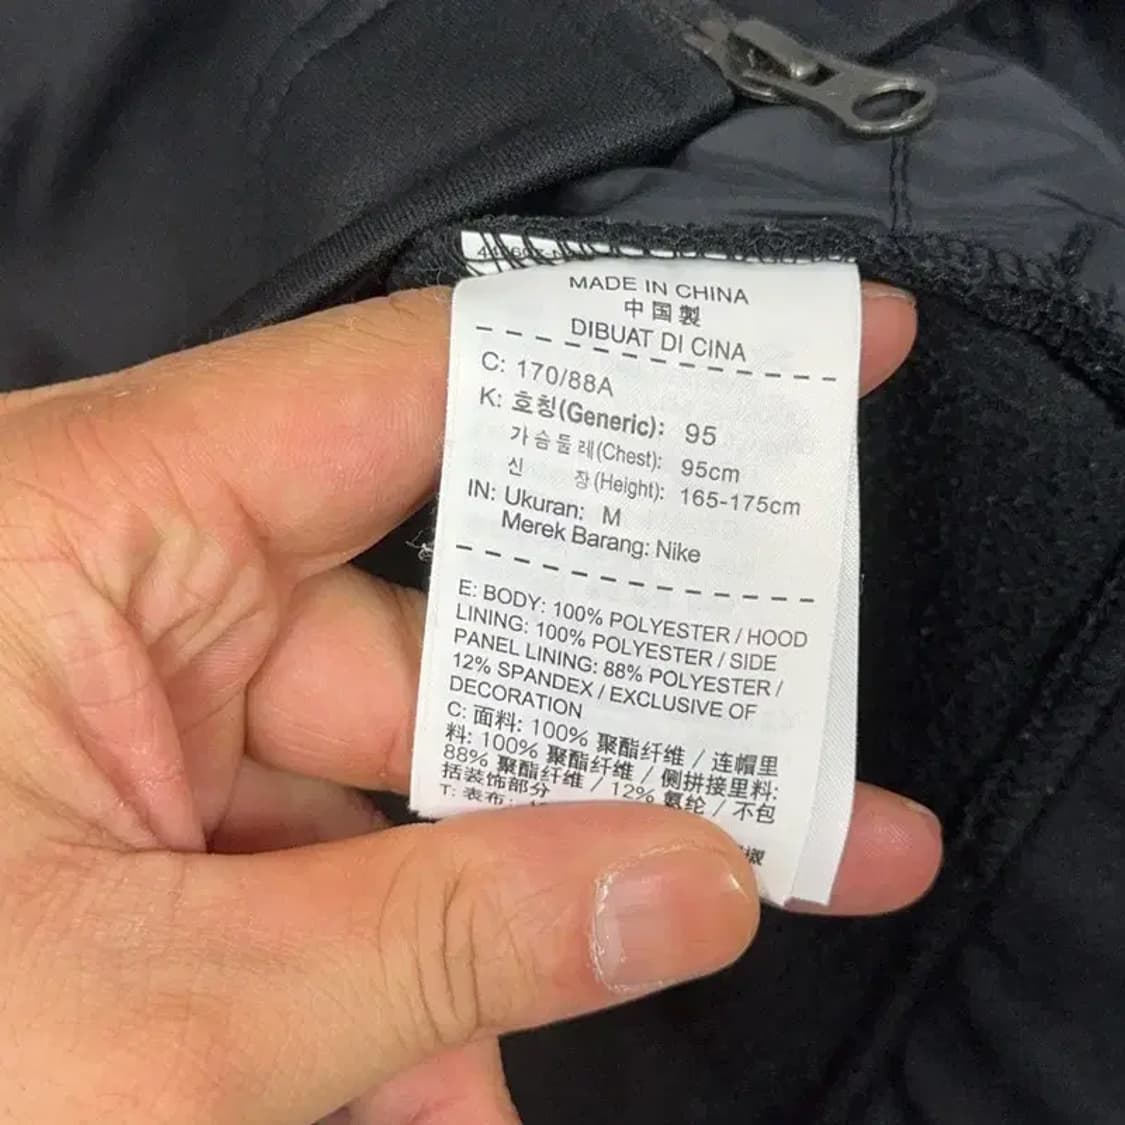 MADE IN CHINA
中国製
DIBUAT DI CINA
C: 170/88A
K: 호칭(Generic): 95
가슴둘레(Chest): 95cm
신 장(Height): 165-175cm
IN: Ukuran: M
Merek Barang: Nike
E: BODY: 100% POLYESTER / HOOD
LINING: 100% POLYESTER / SIDE
PANEL LINING: 88% POLYESTER /
12% SPANDEX / EXCLUSIVE OF
DECORATION
C: 面料: 100% 聚酯纤维 / 连帽里
料: 100% 聚酯纤维 / 侧拼接里料:
88% 聚酯纤维 / 12% 氨纶 / 不包
括装饰部分
T: 表布: